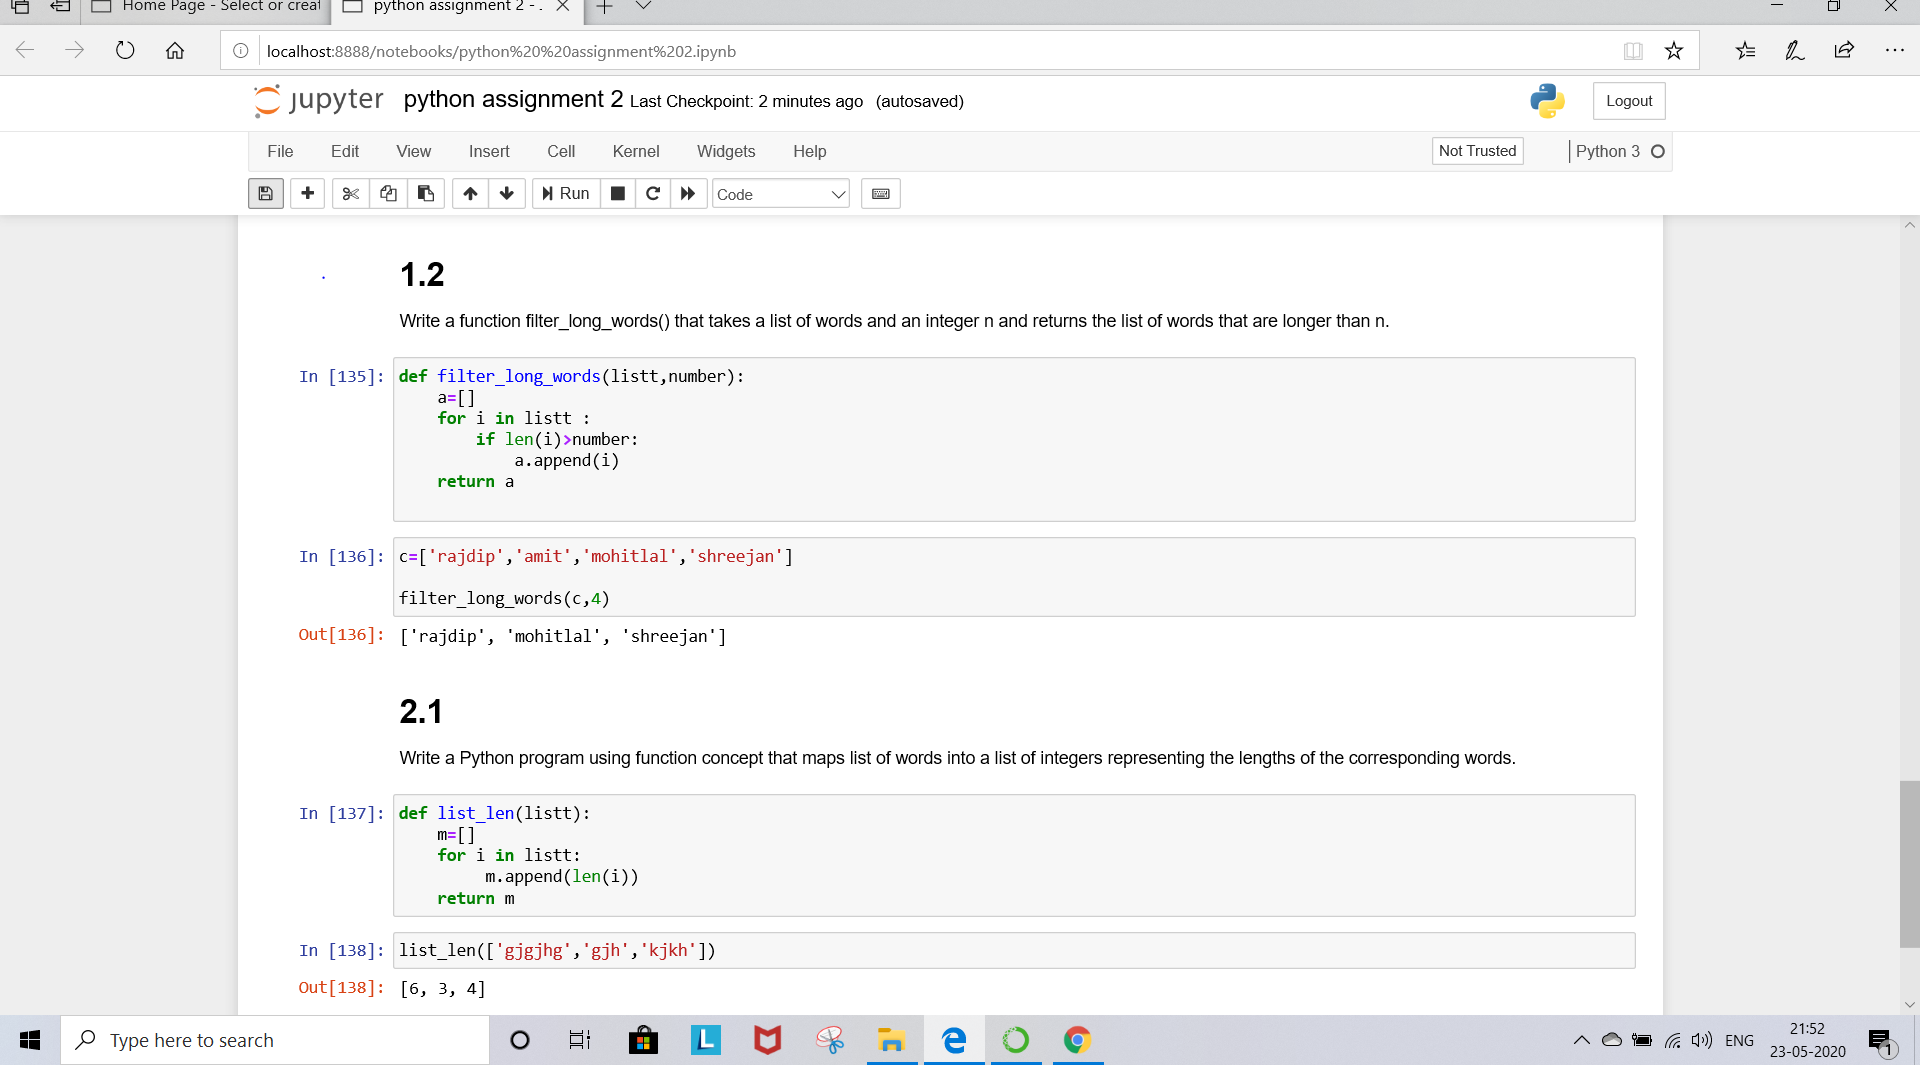 Home Page - Select or creat
python assignment 2 - .
localhost:8888/notebooks/python%20%20assignment%202.ipynb
jupyter python assignment 2 Last Checkpoint: 2 minutes ago (autosaved)
Logout
File Edit View Insert Cell Kernel Widgets Help
Not Trusted
Python 3
Run
Code
1.2
Write a function filter_long_words() that takes a list of words and an integer n and returns the list of words that are longer than n.
In [135]: def filter_long_words(listt,number):
    a=[]
    for i in listt :
        if len(i)>number:
            a.append(i)
    return a
In [136]: c=['rajdip','amit','mohitlal','shreejan']
filter_long_words(c,4)
Out[136]: ['rajdip', 'mohitlal', 'shreejan']
2.1
Write a Python program using function concept that maps list of words into a list of integers representing the lengths of the corresponding words.
In [137]: def list_len(listt):
    m=[]
    for i in listt:
         m.append(len(i))
    return m
In [138]: list_len(['gjgjhg','gjh','kjkh'])
Out[138]: [6, 3, 4]
Type here to search
L
ENG
21:52
23-05-2020
1